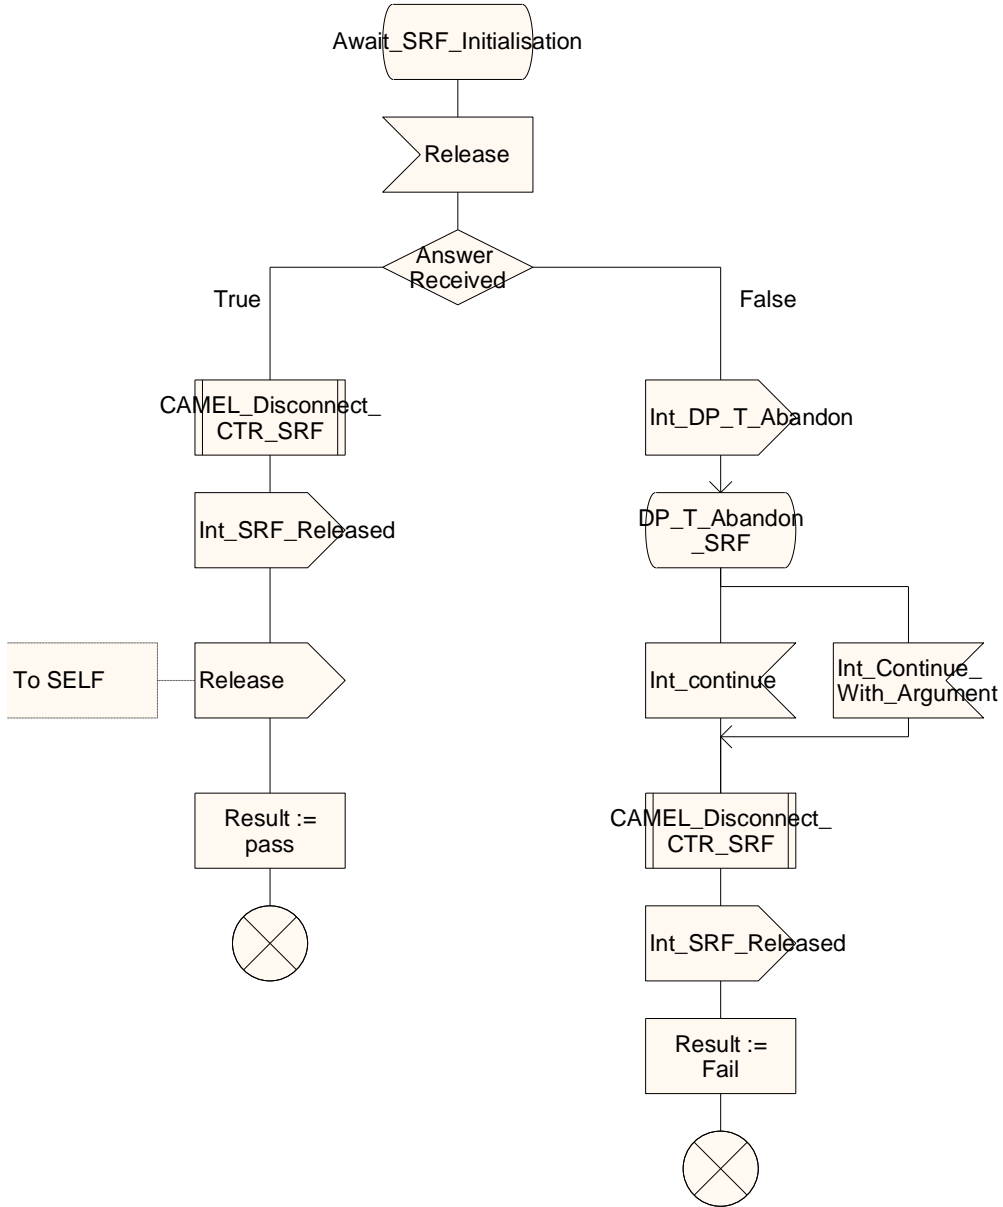 Await_SRF_Initialisation
Release
Answer
Received
True
False
CAMEL_Disconnect_
CTR_SRF
Int_DP_T_Abandon
Int_SRF_Released
DP_T_Abandon
_SRF
To SELF
Release
Int_continue
Int_Continue_
With_Argument
Result :=
pass
CAMEL_Disconnect_
CTR_SRF
Int_SRF_Released
Result :=
Fail